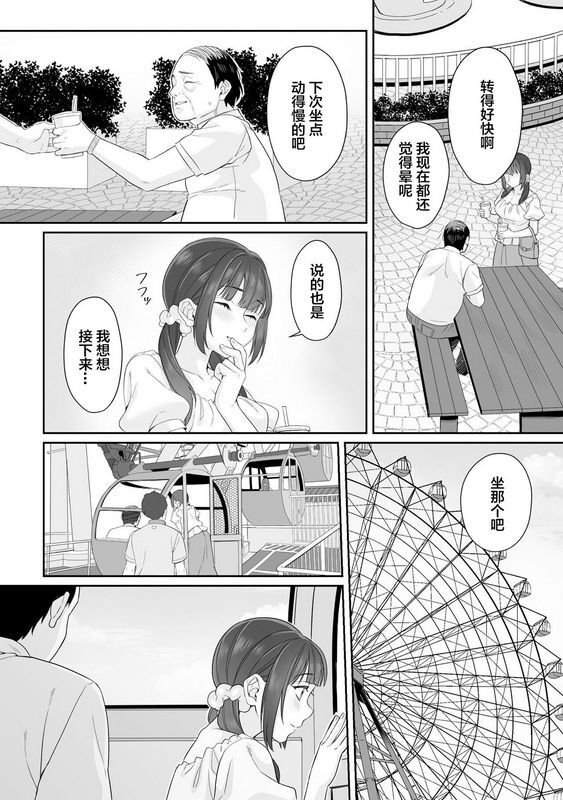 转得好快啊
我现在都还
觉得晕呢
下次坐点
动得慢的吧
说的也是
フッ
我想想
接下来…
坐那个吧